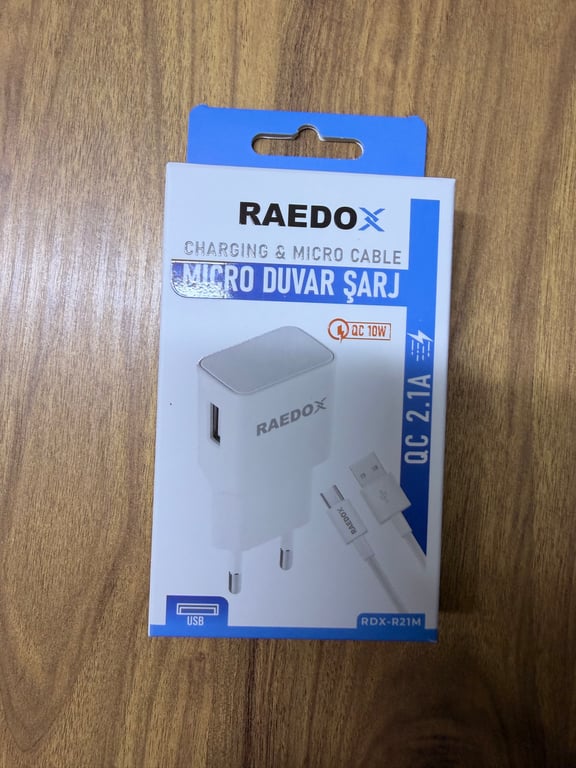 RAEDOX
CHARGING & MICRO CABLE
MICRO DUVAR ŞARJ
QC 10W
QC 2.1A
RAEDOX
RAEDOX
USB
RDX-R21M